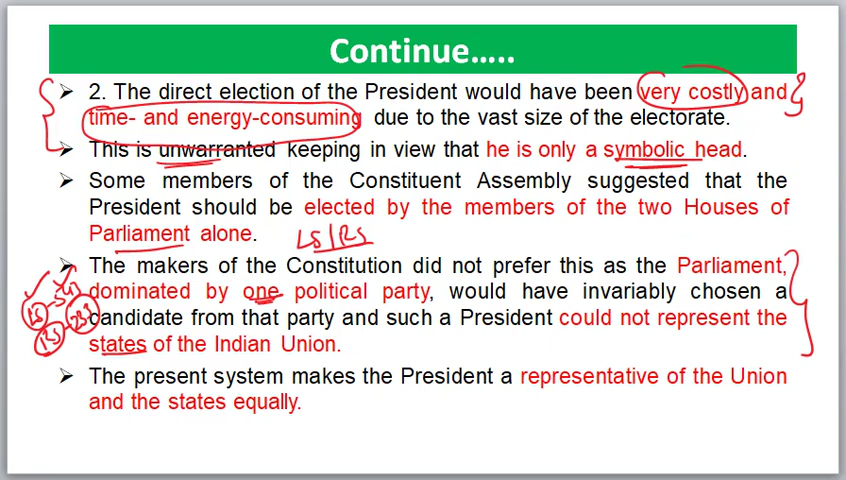 Continue.....
➢ 2. The direct election of the President would have been very costly and
time- and energy-consuming due to the vast size of the electorate.
➢ This is unwarranted keeping in view that he is only a symbolic head.
➢ Some members of the Constituent Assembly suggested that the
President should be elected by the members of the two Houses of
Parliament alone.
LS/RS
➢ The makers of the Constitution did not prefer this as the Parliament,
dominated by one political party, would have invariably chosen a
candidate from that party and such a President could not represent the
states of the Indian Union.
➢ The present system makes the President a representative of the Union
and the states equally.